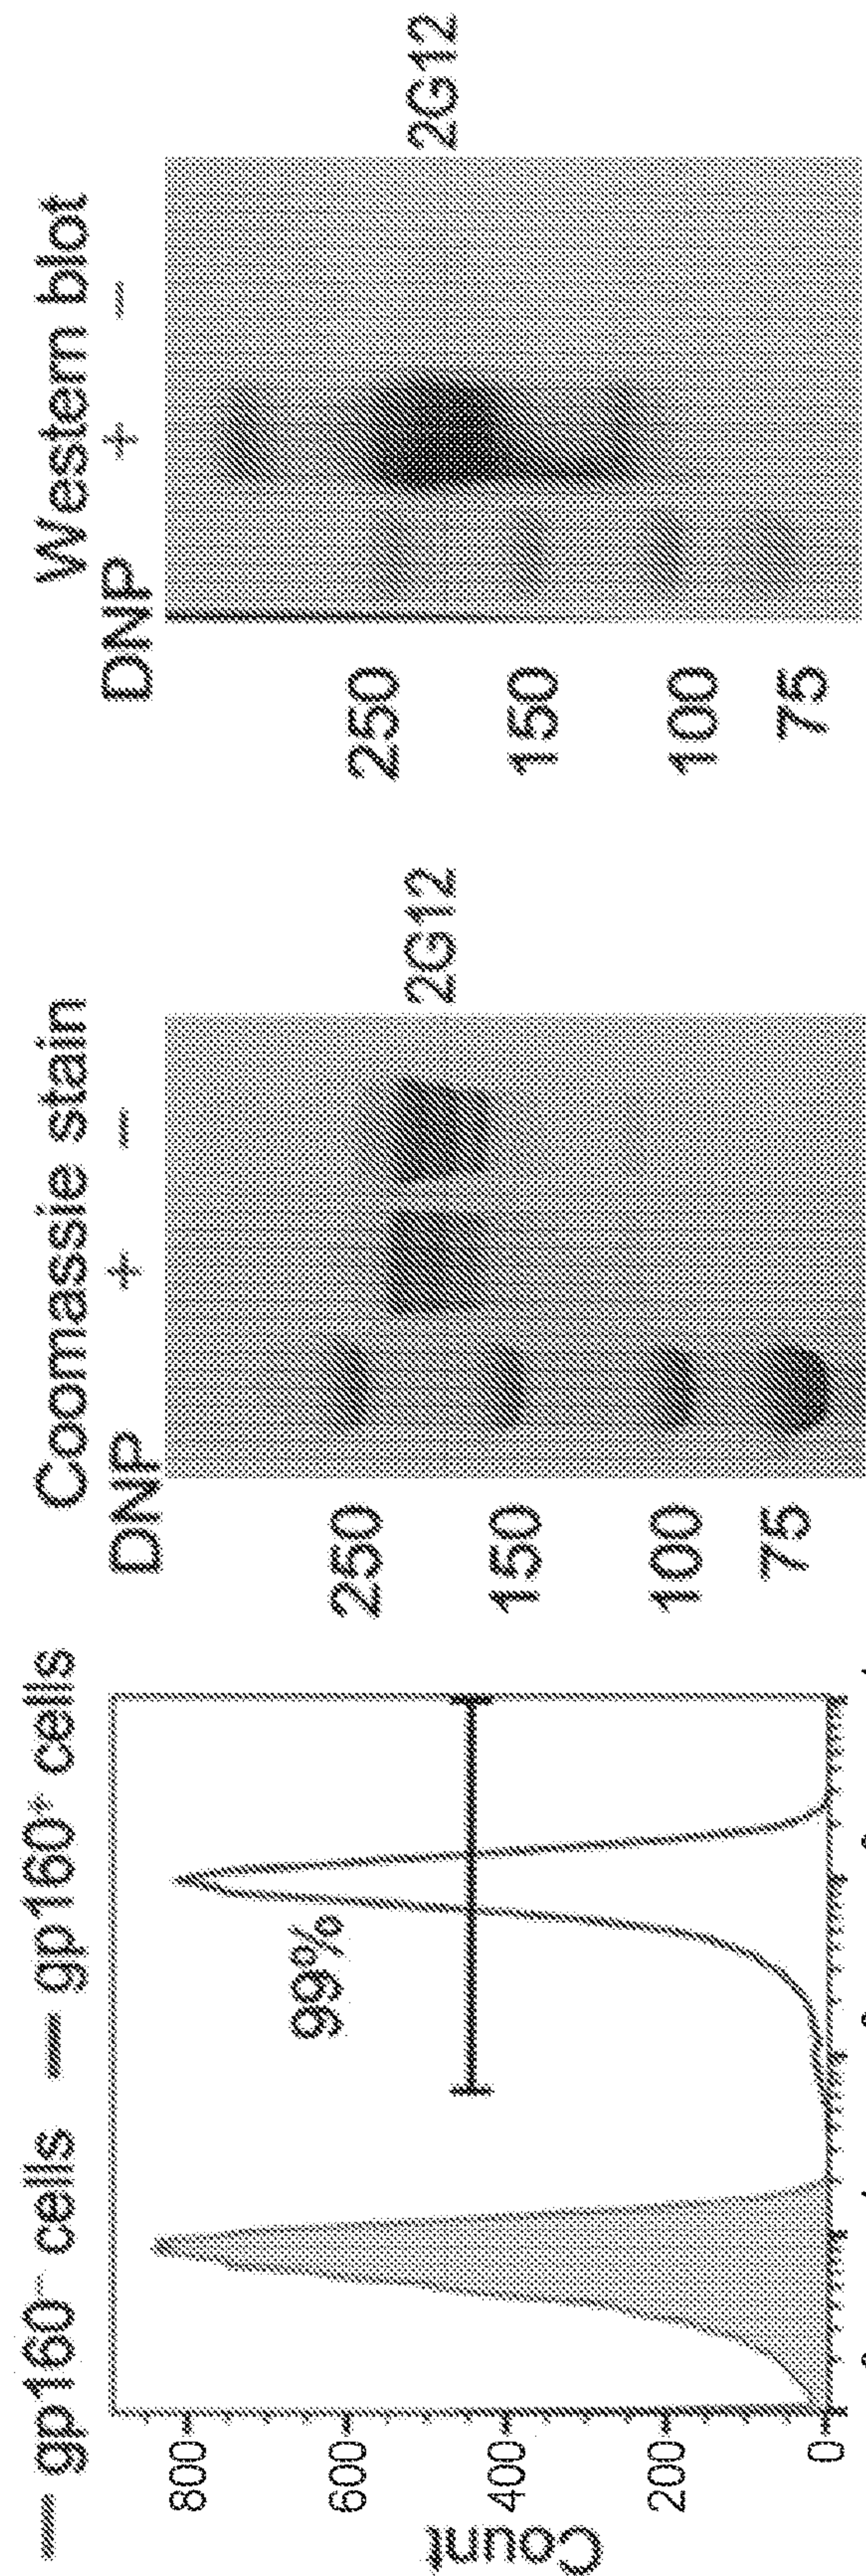 — gp160⁻ cells — gp160⁺ cells
Count
800
600
400
200
0
99%
Coomassie stain
DNP + −
250
150
100
75
2G12
Western blot
DNP + −
250
150
100
75
2G12